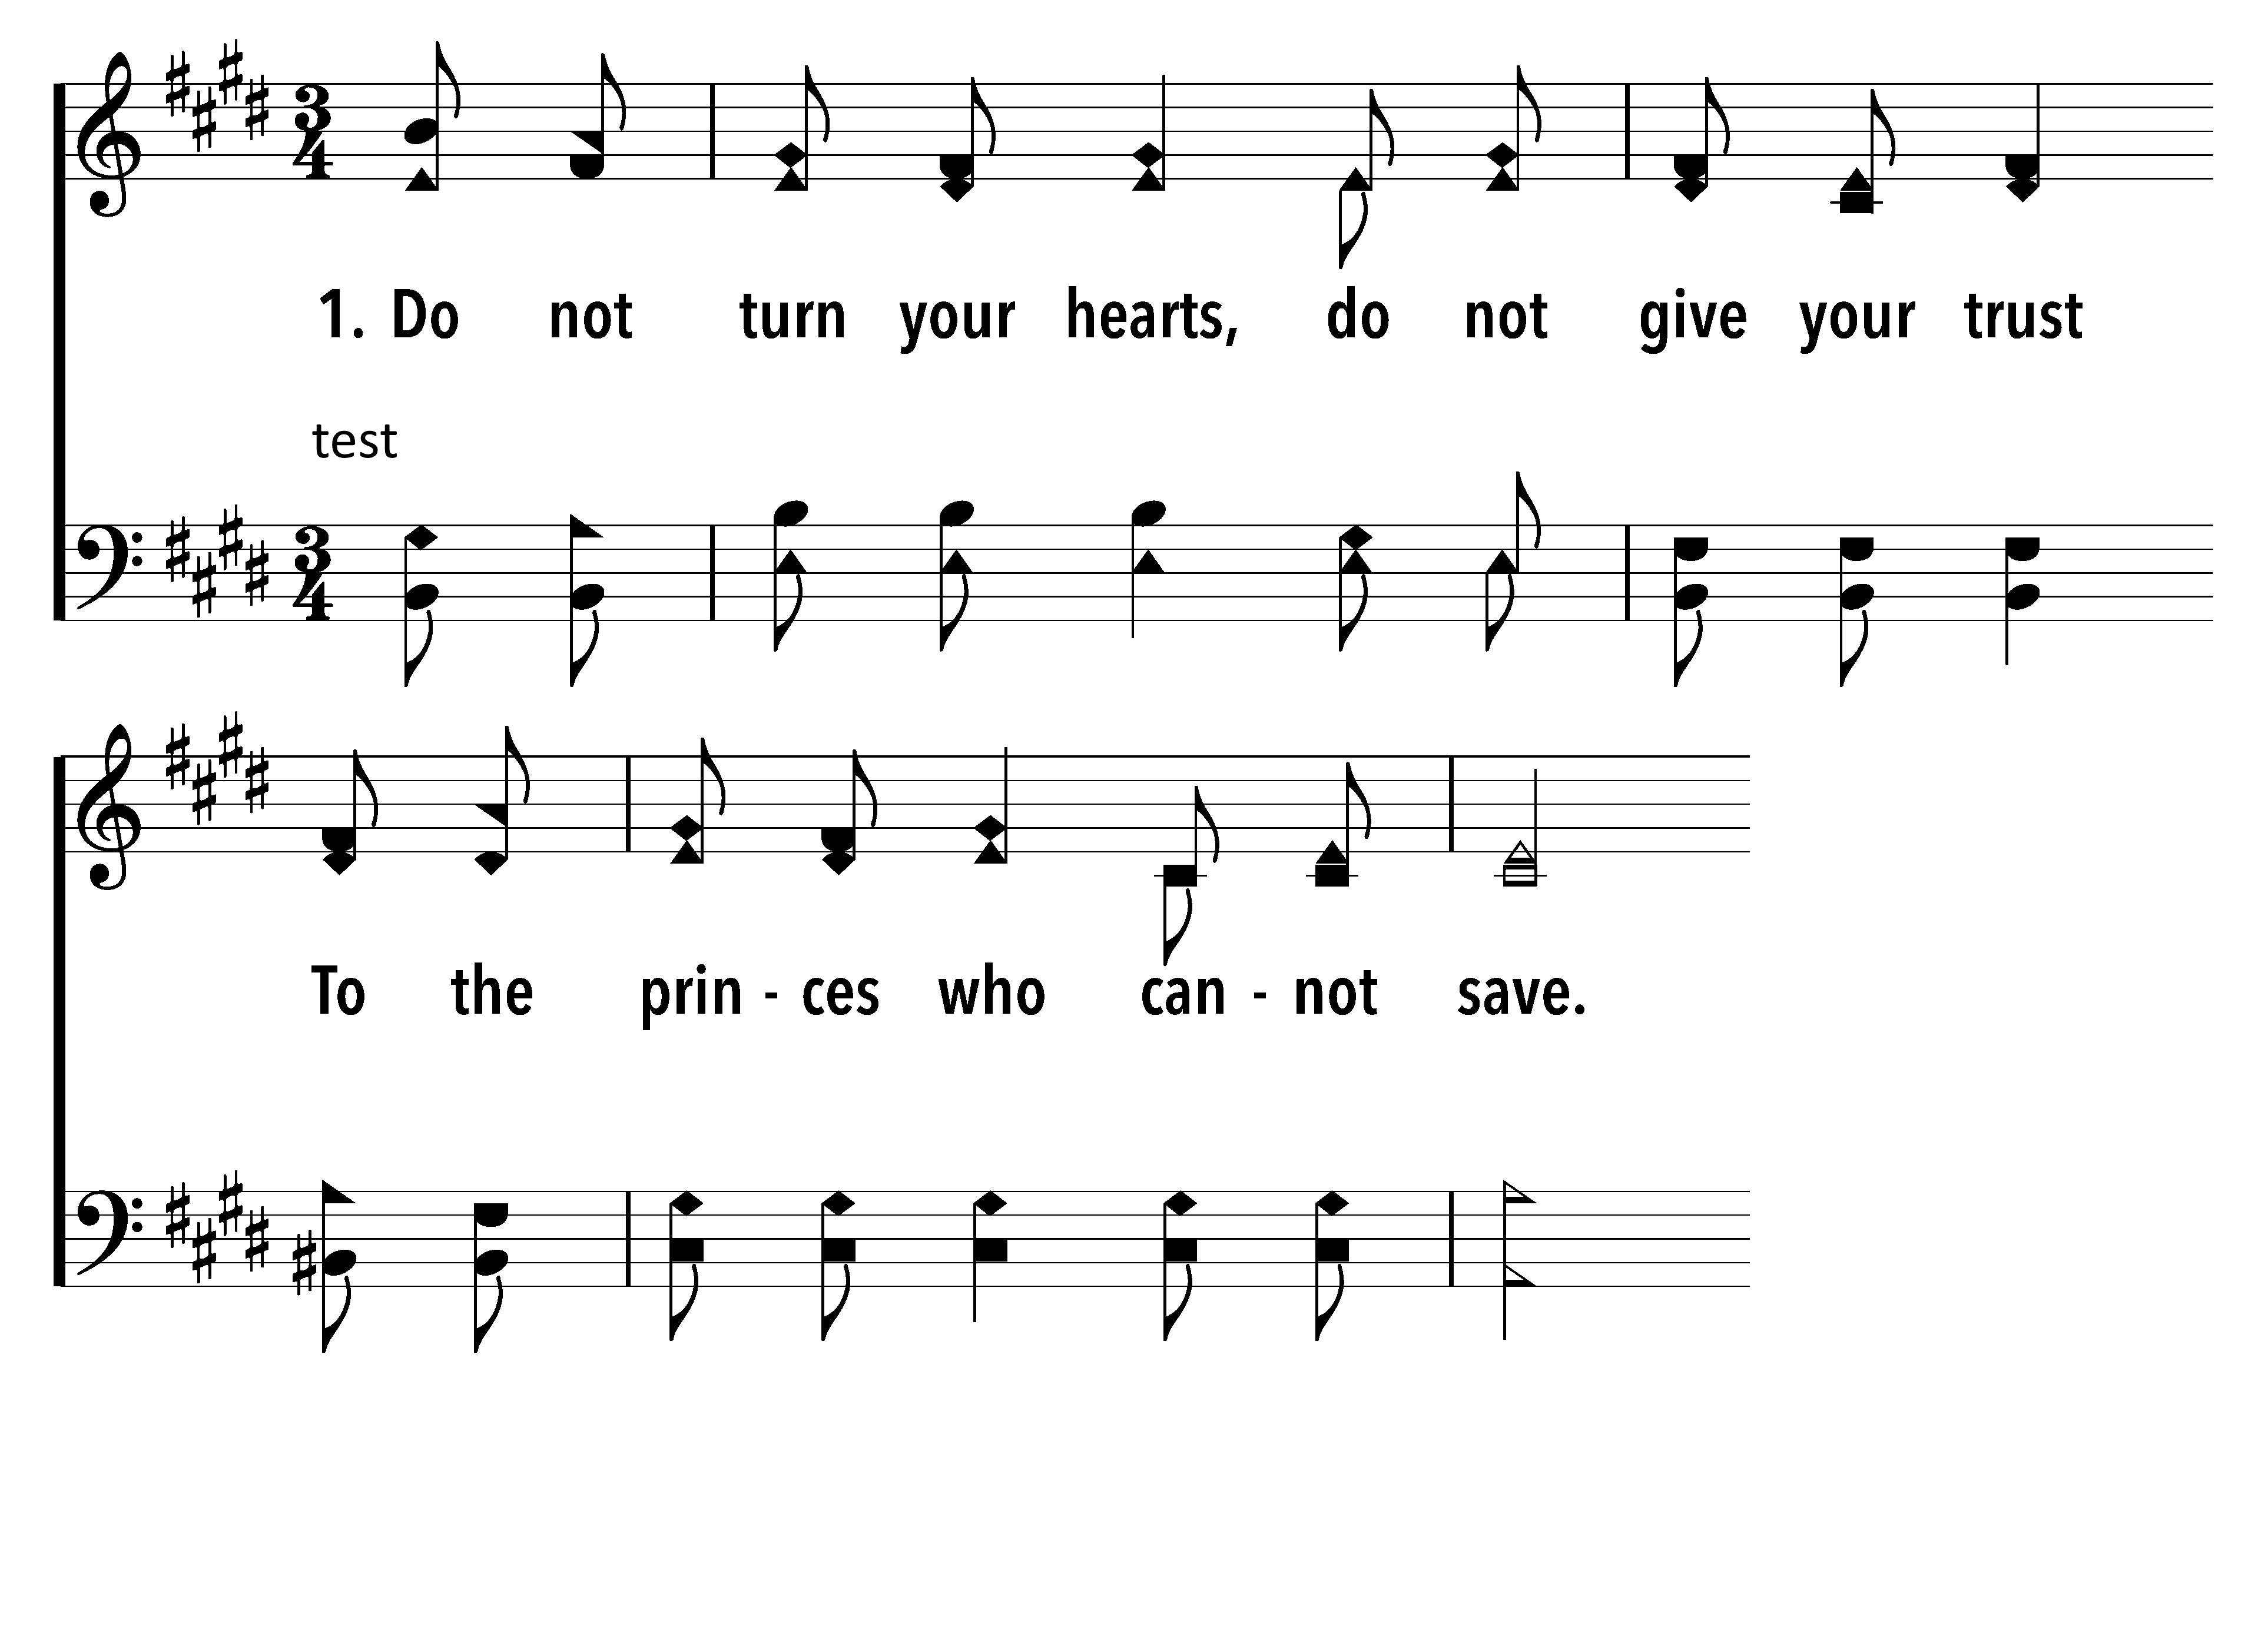 3
4
1. Do not turn your hearts, do not give your trust
test
3
4
To the prin - ces who can - not save.